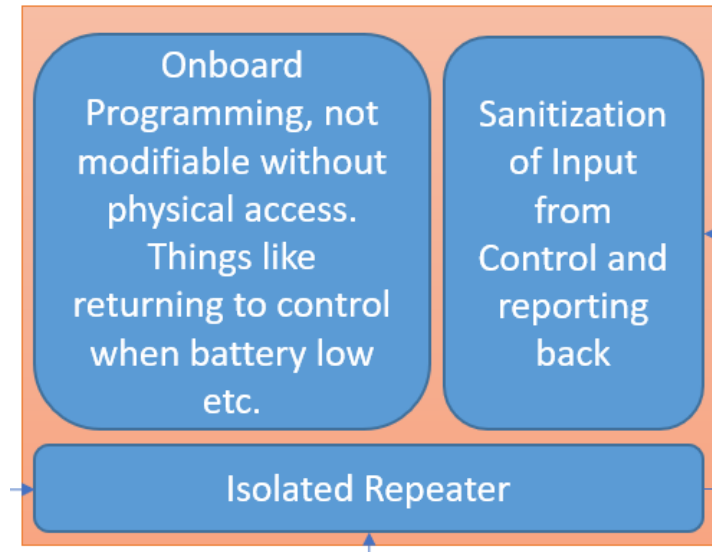 Onboard
Programming, not
modifiable without
physical access.
Things like
returning to control
when battery low
etc.
Sanitization
of Input
from
Control and
reporting
back
Isolated Repeater